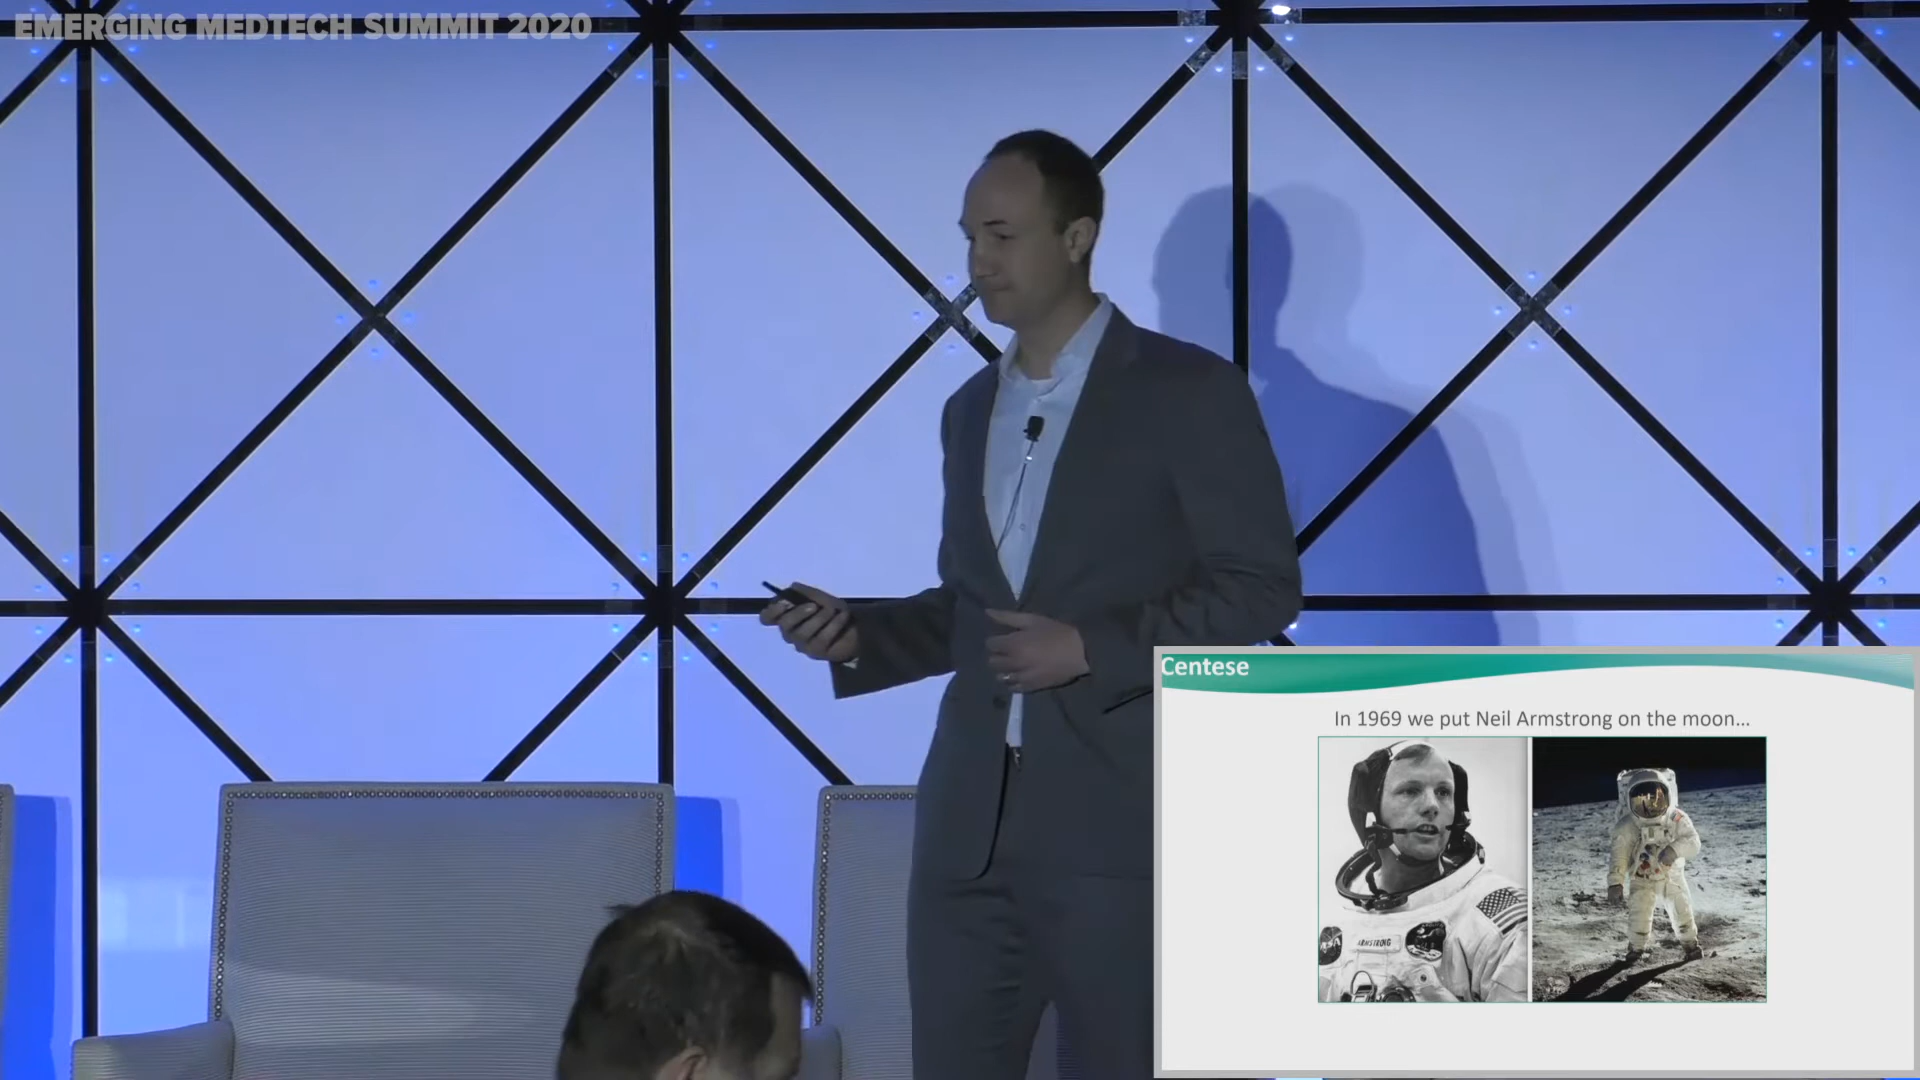 EMERGING MEDTECH SUMMIT 2020
Centese
In 1969 we put Neil Armstrong on the moon...
ARMSTRONG